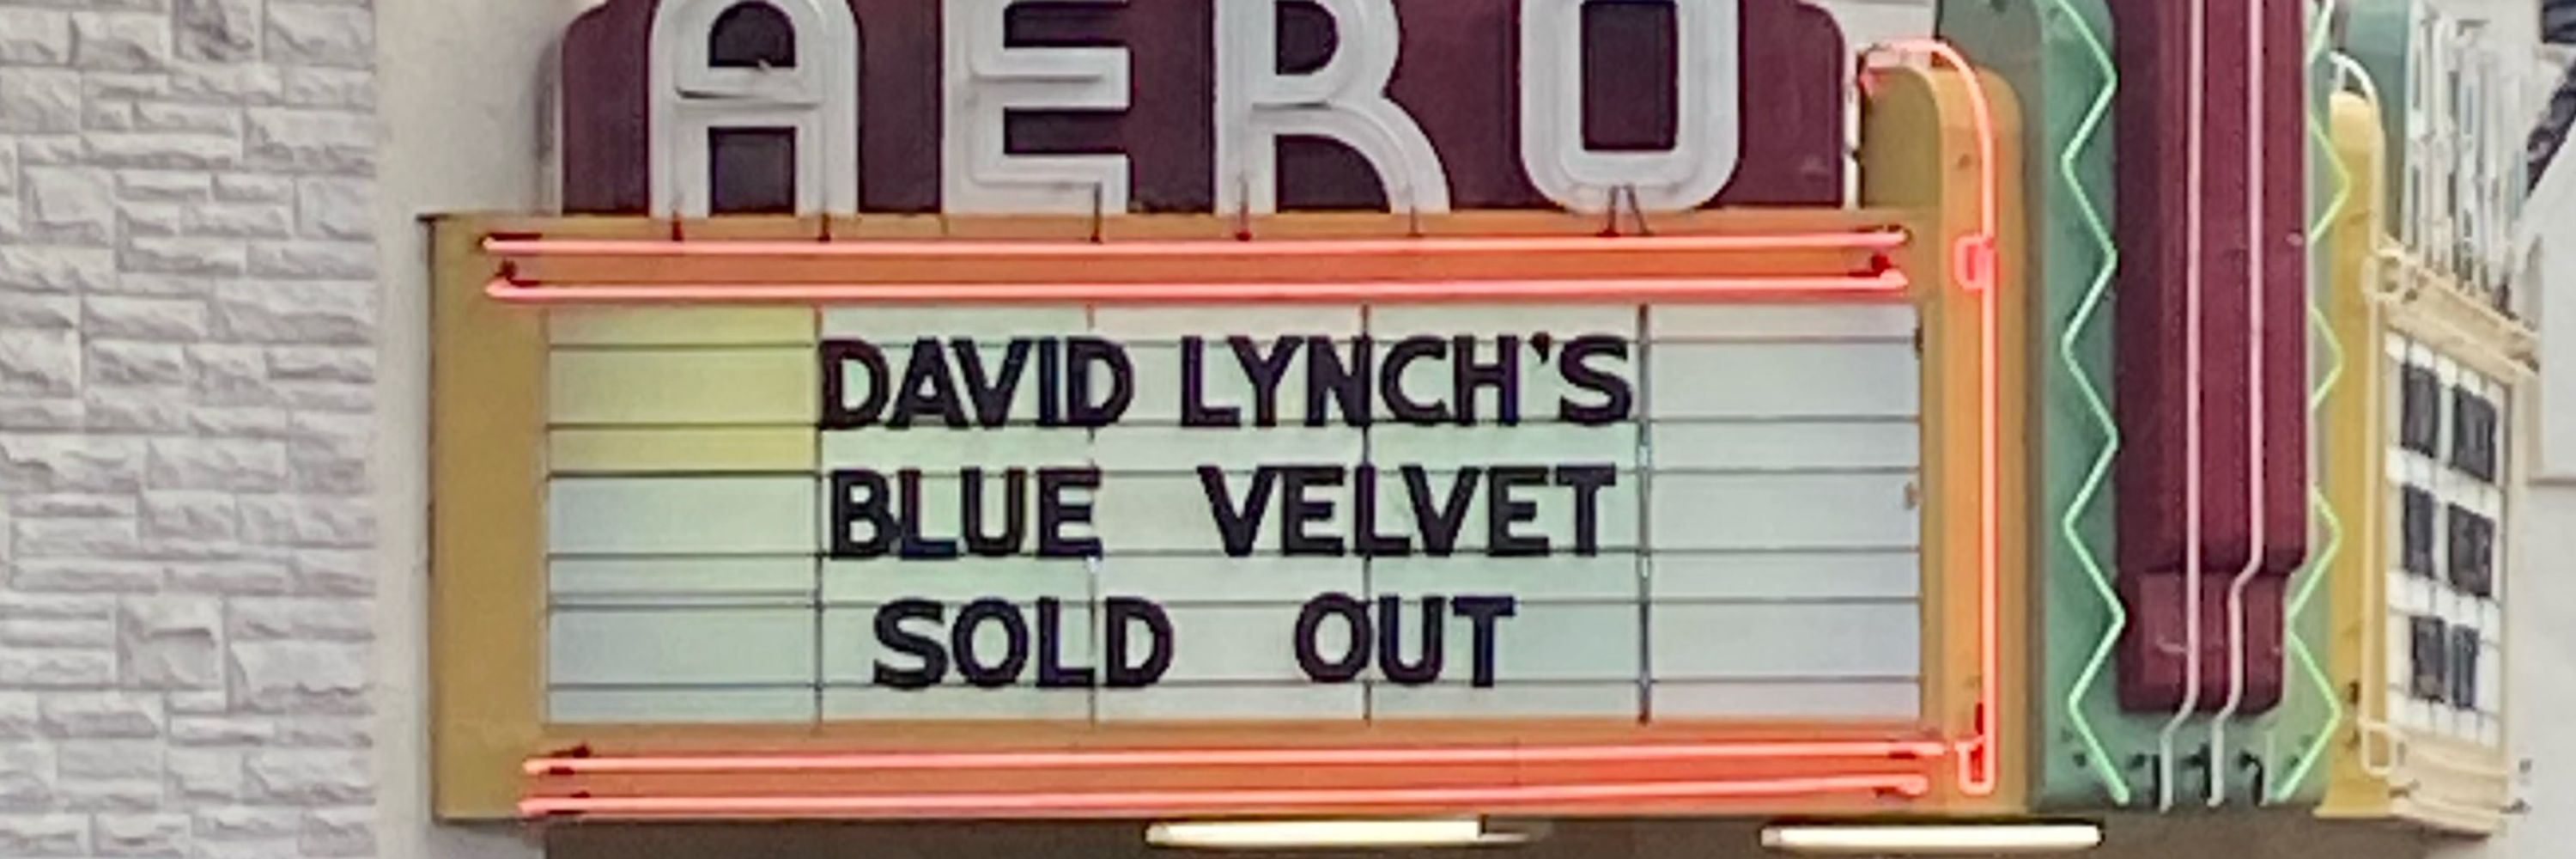 AERO
DAVID LYNCH'S
BLUE VELVET
SOLD OUT